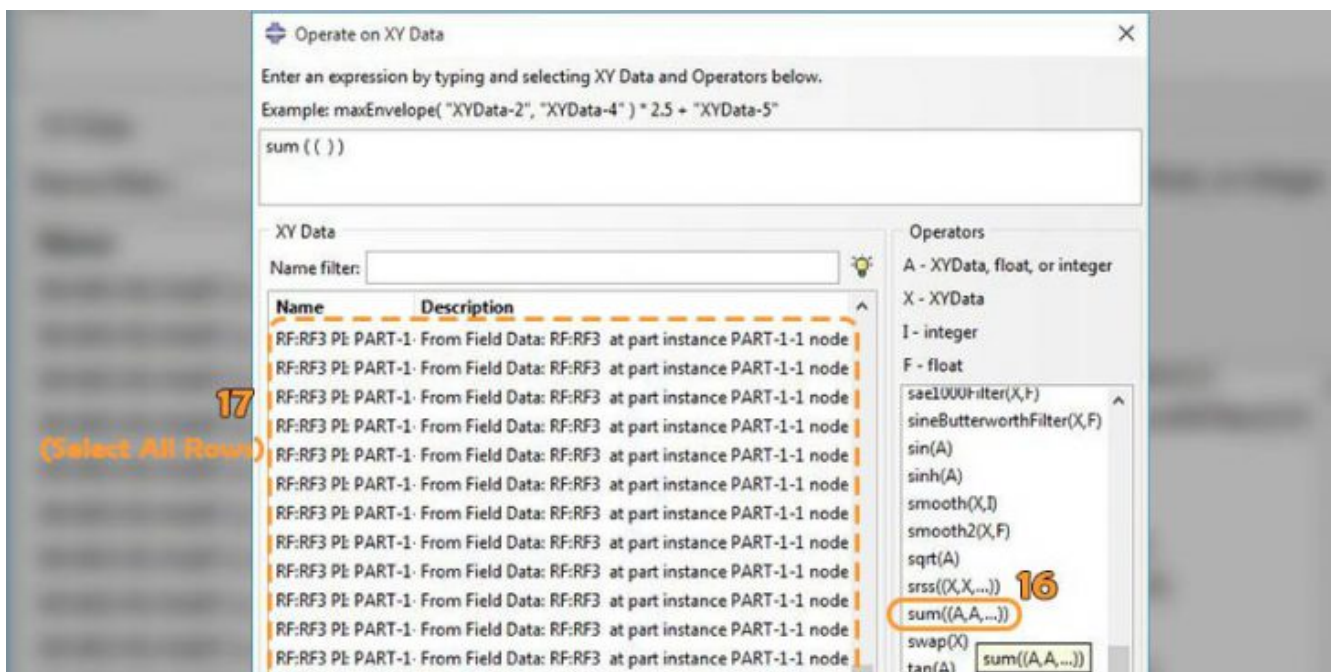 Operate on XY Data
Enter an expression by typing and selecting XY Data and Operators below.
Example: maxEnvelope( "XYData-2", "XYData-4" ) * 2.5 + "XYData-5"
sum ( ( ) )
XY Data
Name filter:
Name Description
RF:RF3 PI: PART-1- From Field Data: RF:RF3 at part instance PART-1-1 node
RF:RF3 PI: PART-1- From Field Data: RF:RF3 at part instance PART-1-1 node
RF:RF3 PI: PART-1- From Field Data: RF:RF3 at part instance PART-1-1 node
RF:RF3 PI: PART-1- From Field Data: RF:RF3 at part instance PART-1-1 node
RF:RF3 PI: PART-1- From Field Data: RF:RF3 at part instance PART-1-1 node
RF:RF3 PI: PART-1- From Field Data: RF:RF3 at part instance PART-1-1 node
RF:RF3 PI: PART-1- From Field Data: RF:RF3 at part instance PART-1-1 node
RF:RF3 PI: PART-1- From Field Data: RF:RF3 at part instance PART-1-1 node
RF:RF3 PI: PART-1- From Field Data: RF:RF3 at part instance PART-1-1 node
RF:RF3 PI: PART-1- From Field Data: RF:RF3 at part instance PART-1-1 node
RF:RF3 PI: PART-1- From Field Data: RF:RF3 at part instance PART-1-1 node
RF:RF3 PI: PART-1- From Field Data: RF:RF3 at part instance PART-1-1 node
17
(Select All Rows)
Operators
A - XYData, float, or integer
X - XYData
I - integer
F - float
sae1000Filter(X,F)
sineButterworthFilter(X,F)
sin(A)
sinh(A)
smooth(X,I)
smooth2(X,F)
sqrt(A)
srss((X,X,...))
16
sum((A,A,...))
swap(X)
sum((A,A,...))
tan(A)